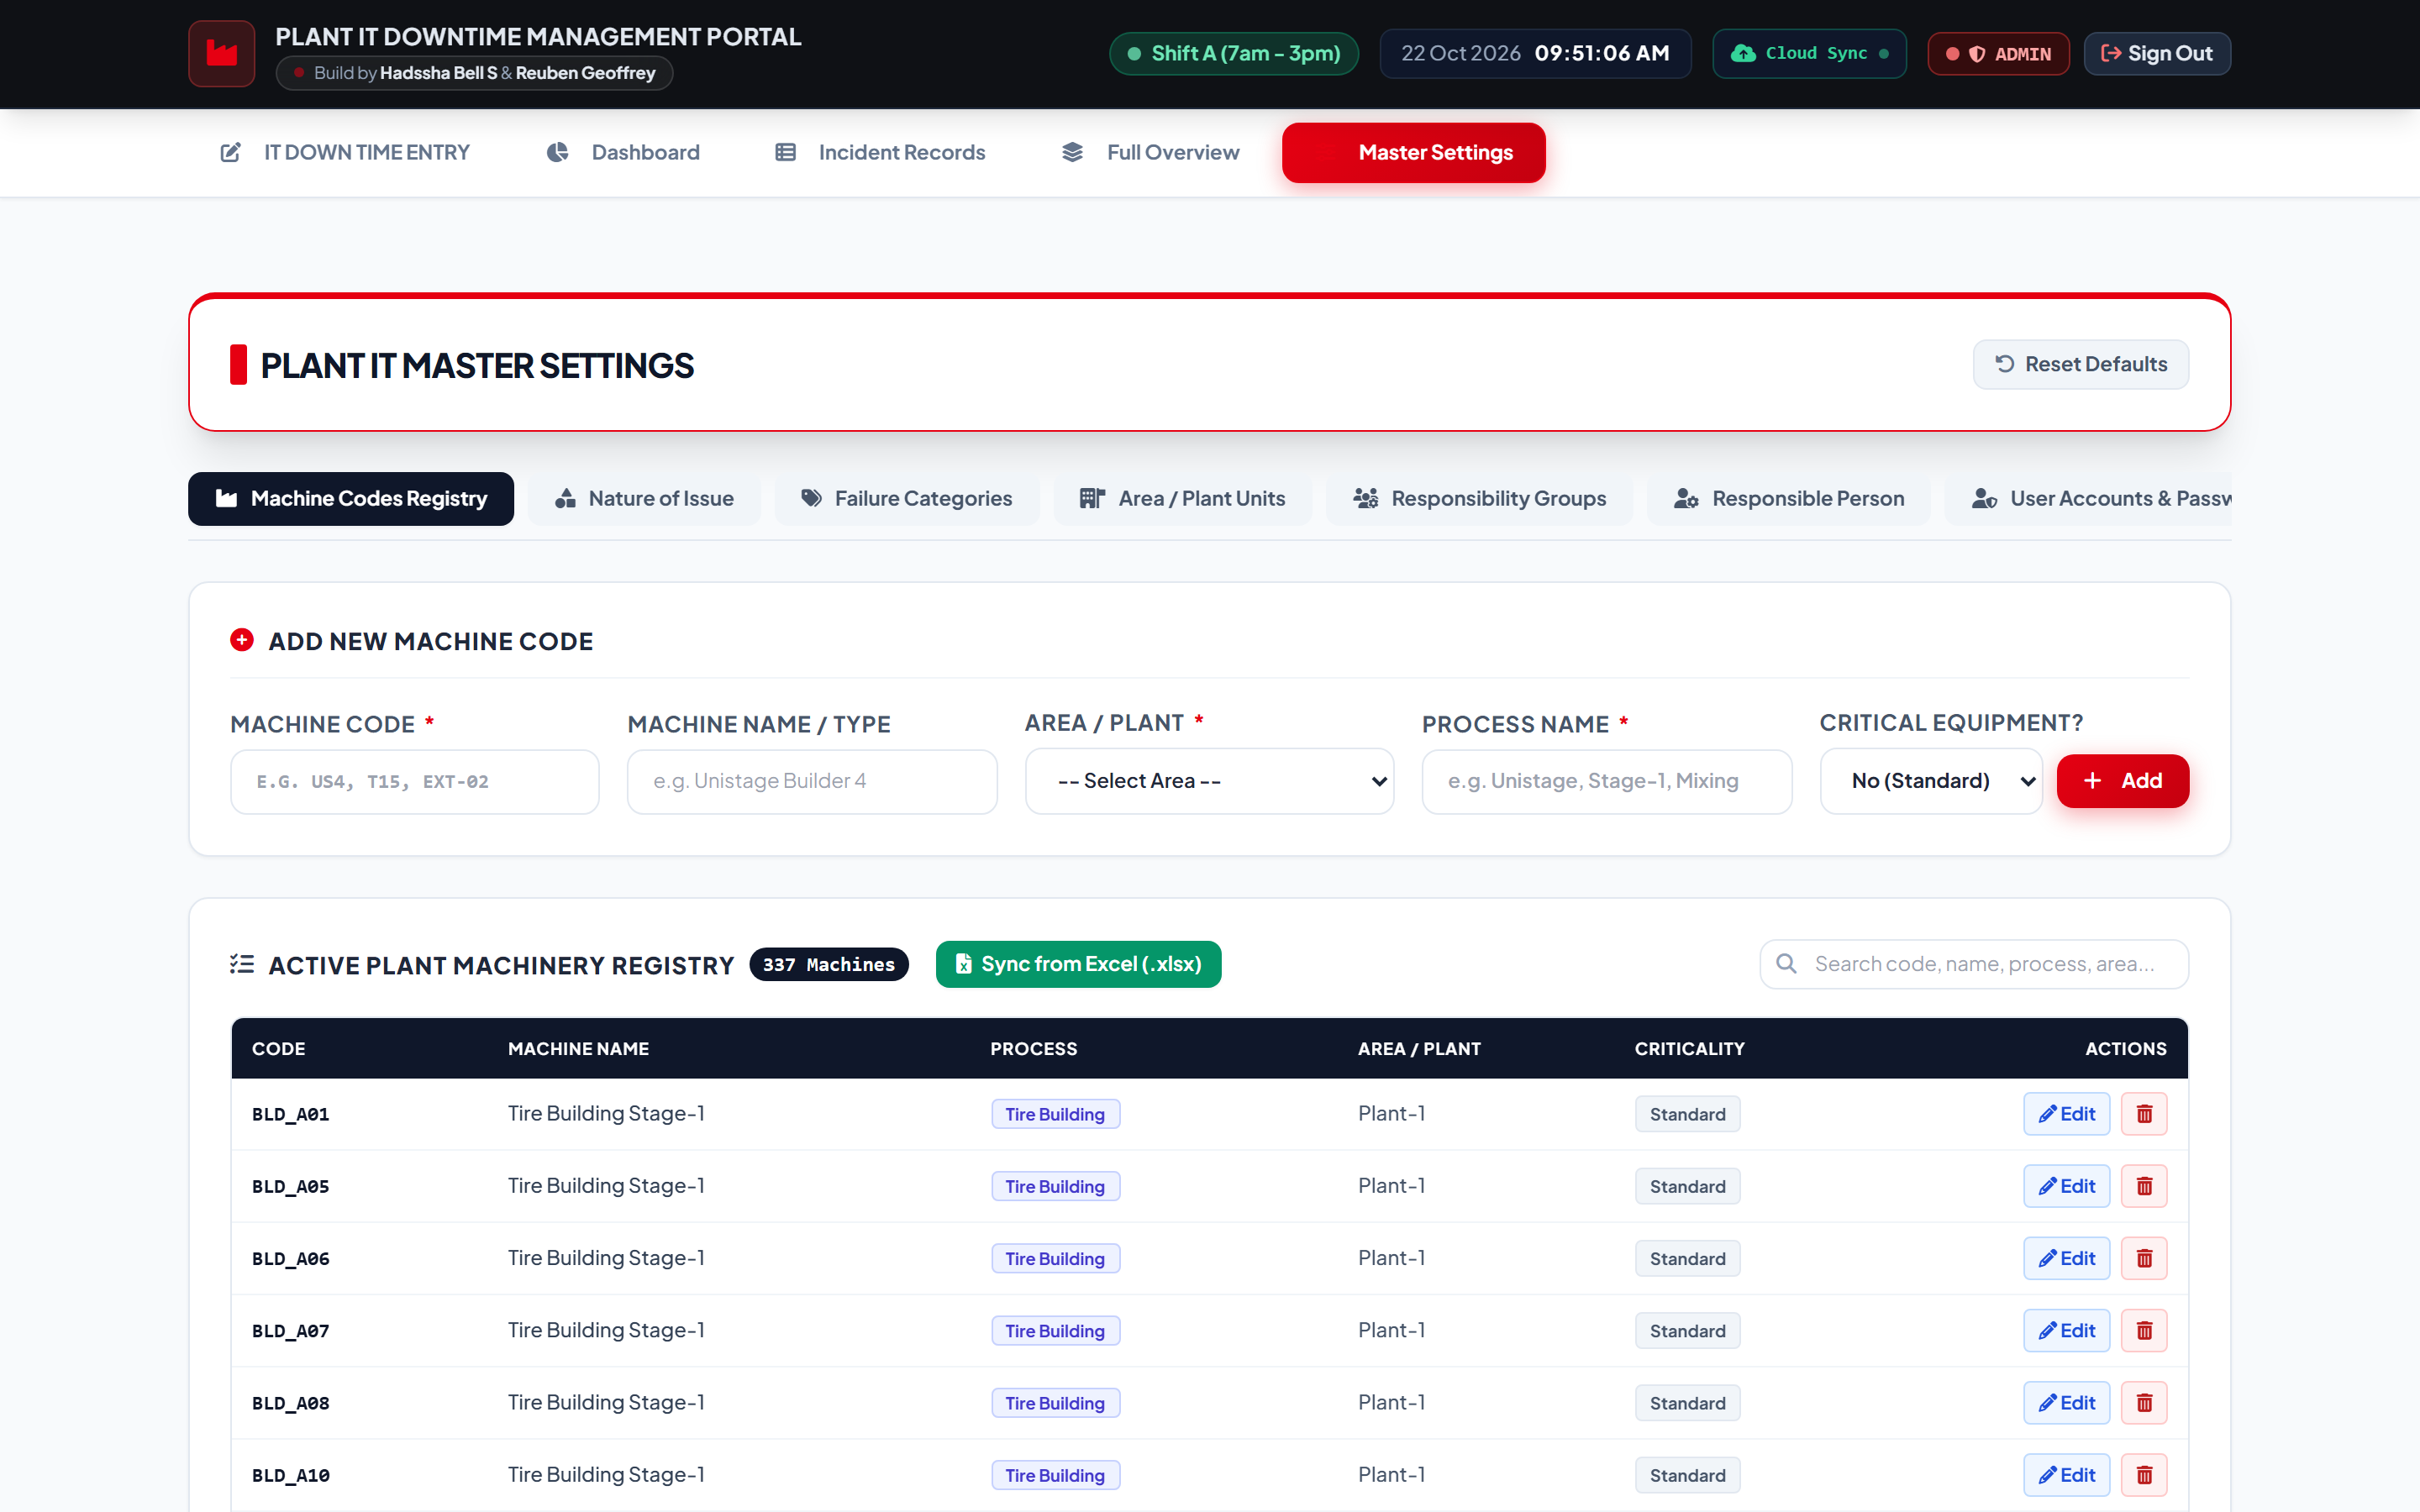 PLANT IT DOWNTIME MANAGEMENT PORTAL
Build by Hadssha Bell S & Reuben Geoffrey
Shift A (7am – 3pm)
22 Oct 2026 09:51:06 AM
Cloud Sync
ADMIN
Sign Out
IT DOWN TIME ENTRY
Dashboard
Incident Records
Full Overview
Master Settings
PLANT IT MASTER SETTINGS
Reset Defaults
Machine Codes Registry
Nature of Issue
Failure Categories
Area / Plant Units
Responsibility Groups
Responsible Person
User Accounts & Passw
ADD NEW MACHINE CODE
MACHINE CODE *
MACHINE NAME / TYPE
AREA / PLANT *
PROCESS NAME *
CRITICAL EQUIPMENT?
E.G. US4, T15, EXT-02
e.g. Unistage Builder 4
-- Select Area --
e.g. Unistage, Stage-1, Mixing
No (Standard)
+ Add
ACTIVE PLANT MACHINERY REGISTRY
337 Machines
Sync from Excel (.xlsx)
Search code, name, process, area...
CODE MACHINE NAME PROCESS AREA / PLANT CRITICALITY ACTIONS
BLD_A01 Tire Building Stage-1 Tire Building Plant-1 Standard Edit
BLD_A05 Tire Building Stage-1 Tire Building Plant-1 Standard Edit
BLD_A06 Tire Building Stage-1 Tire Building Plant-1 Standard Edit
BLD_A07 Tire Building Stage-1 Tire Building Plant-1 Standard Edit
BLD_A08 Tire Building Stage-1 Tire Building Plant-1 Standard Edit
BLD_A10 Tire Building Stage-1 Tire Building Plant-1 Standard Edit